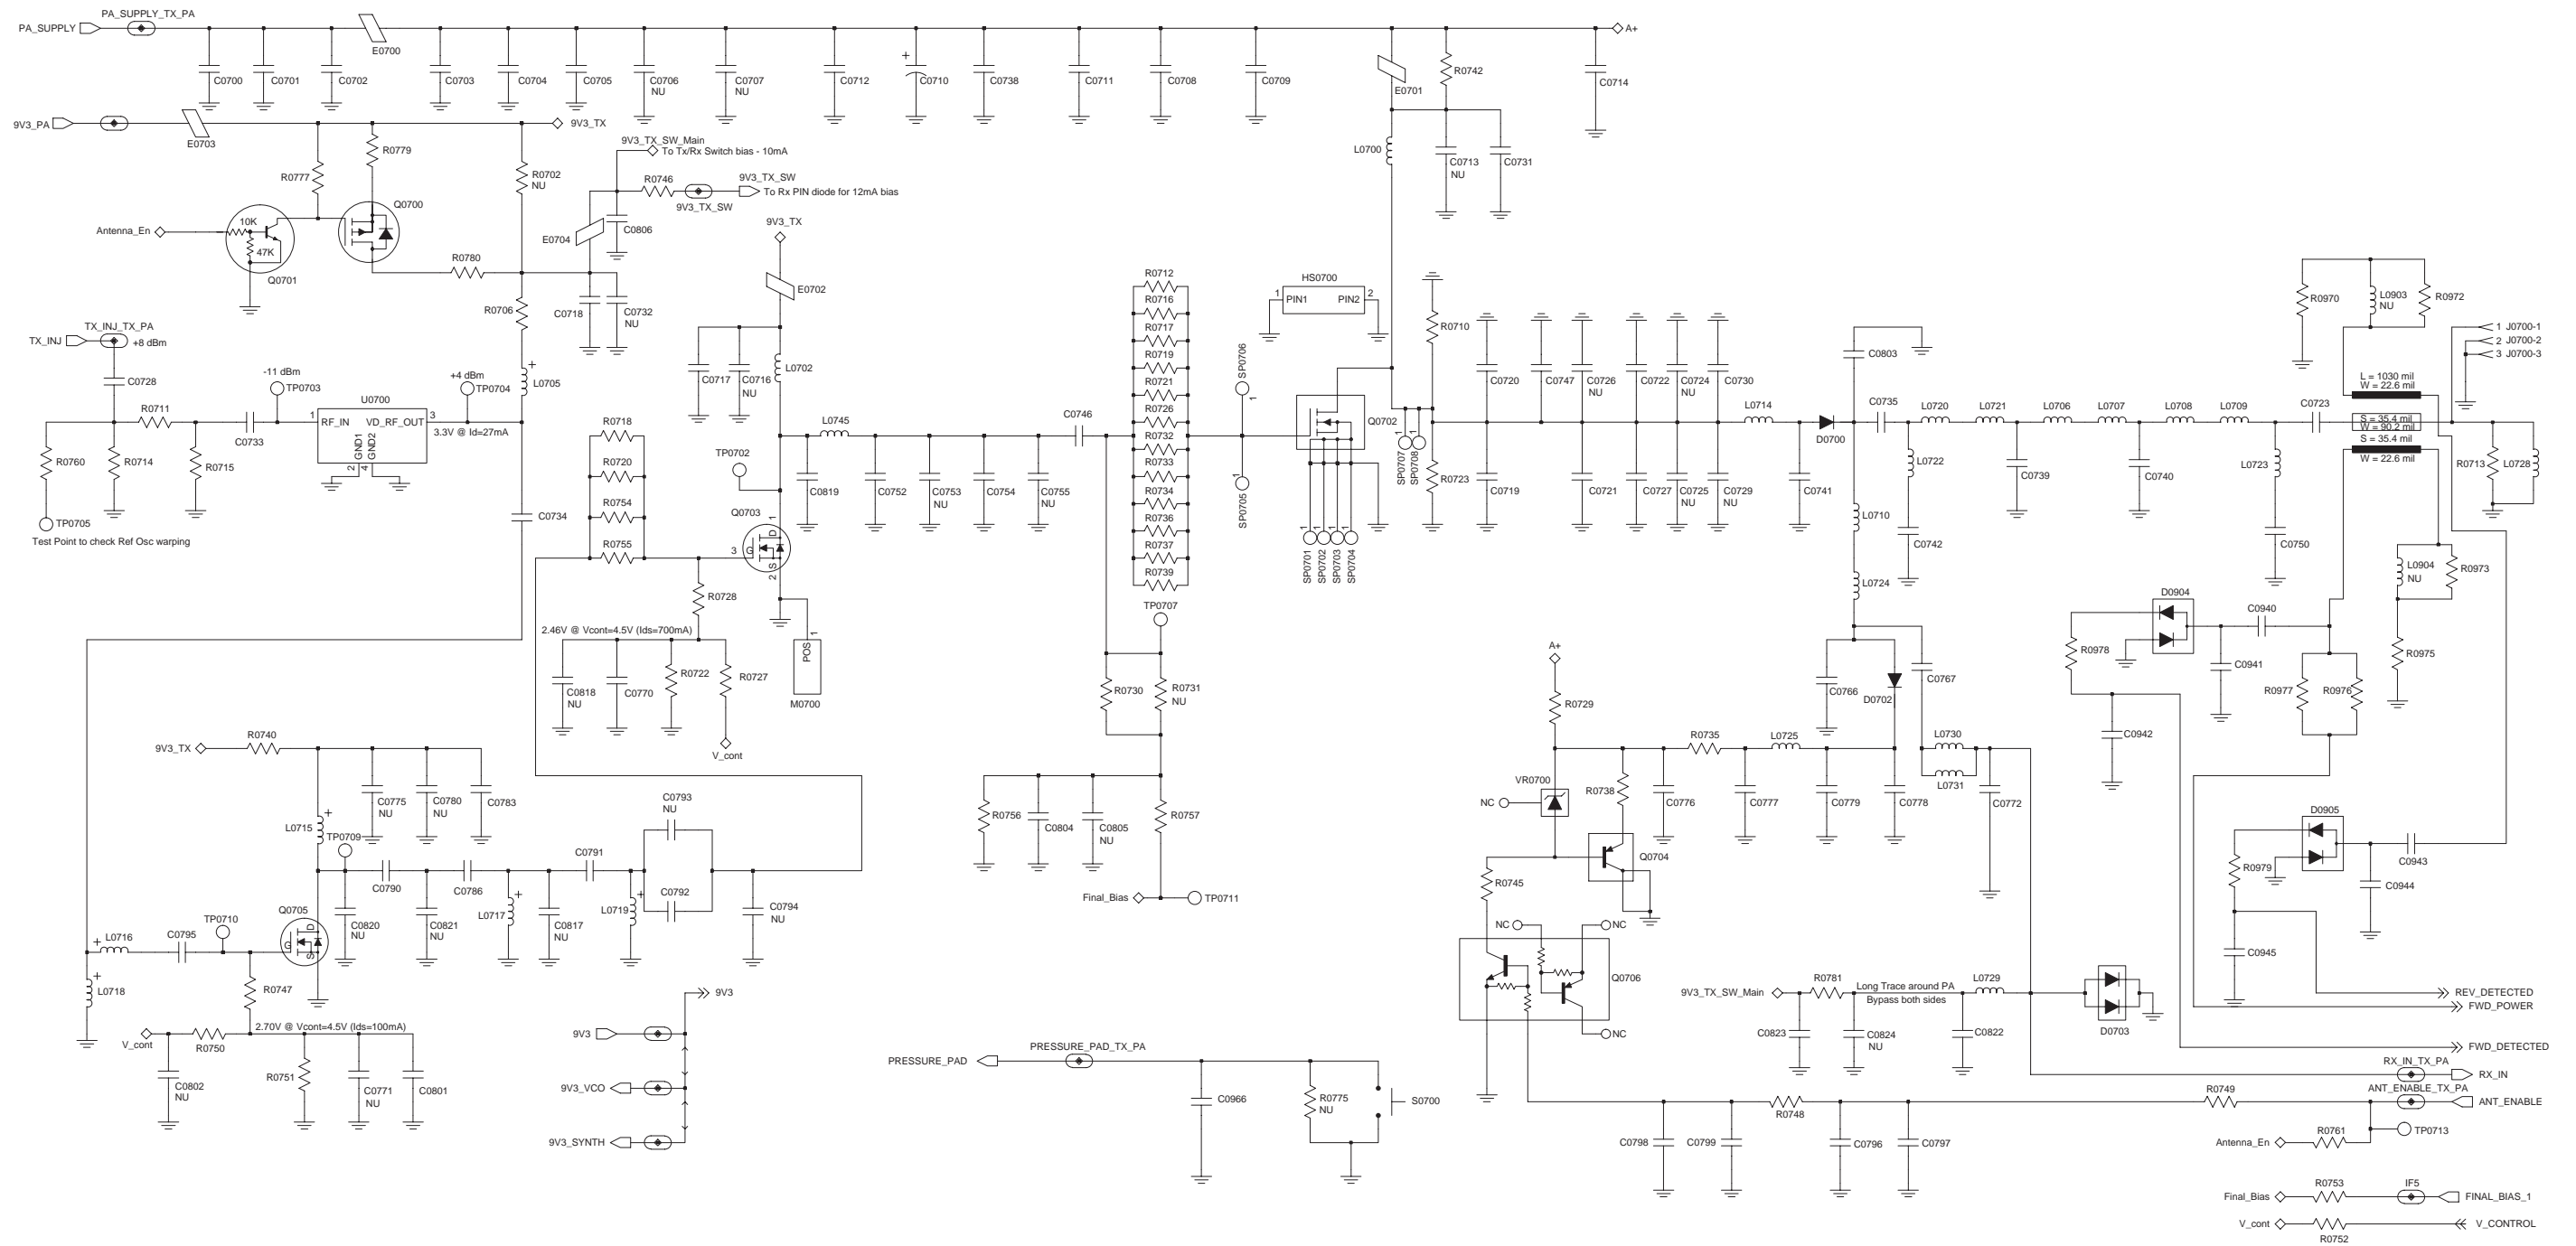 PA_SUPPLY_TX_PA
PA_SUPPLY
E0700
A+
C0700
C0701
C0702
C0703
C0704
C0705
C0706
NU
C0707
NU
C0712
+
C0710
C0738
C0711
C0708
C0709
E0701
R0742
C0714
9V3_PA
E0703
9V3_TX
R0779
R0777
R0702
NU
9V3_TX_SW_Main
To Tx/Rx Switch bias - 10mA
R0746
9V3_TX_SW
To Rx PIN diode for 12mA bias
9V3_TX_SW
L0700
C0713
NU
C0731
Q0700
10K
47K
Antenna_En
Q0701
E0704
C0806
9V3_TX
R0780
E0702
C0718
C0732
NU
R0706
TX_INJ_TX_PA
TX_INJ
+8 dBm
C0728
R0711
-11 dBm
TP0703
+4 dBm
TP0704
+
L0705
U0700
1
RF_IN
VD_RF_OUT
3
GND1
GND2
2
4
3.3V @ Id=27mA
C0733
R0760
R0714
R0715
TP0705
Test Point to check Ref Osc warping
C0734
C0717
C0716
NU
L0702
R0718
R0720
R0754
R0755
TP0702
Q0703
1
D
3
G
S
2
L0745
C0746
C0819
C0752
C0753
NU
C0754
C0755
NU
R0712
R0716
R0717
R0719
R0721
R0726
R0732
R0733
R0734
R0736
R0737
R0739
TP0707
HS0700
1
PIN1
PIN2
2
SP0706
1
SP0705
1
Q0702
1
1
1
1
SP0701
SP0702
SP0703
SP0704
1
1
SP0707
SP0708
R0710
R0723
C0720
C0747
C0726
NU
C0722
C0724
NU
C0730
C0719
C0721
C0727
C0725
NU
C0729
NU
L0714
C0741
D0700
C0803
C0735
L0720
L0721
L0706
L0707
L0708
L0709
C0723
L0722
C0742
C0739
C0740
L0723
C0750
L0710
L0724
R0970
L0903
NU
R0972
1 J0700-1
2 J0700-2
3 J0700-3
L = 1030 mil
W = 22.6 mil
S = 35.4 mil
W = 90.2 mil
S = 35.4 mil
W = 22.6 mil
R0713
L0728
L0904
NU
R0973
R0975
D0904
C0940
R0978
C0941
R0977
R0976
C0942
R0728
2.46V @ Vcont=4.5V (Ids=700mA)
C0818
NU
C0770
R0722
R0727
V_cont
POS
1
M0700
R0730
R0731
NU
R0756
C0804
C0805
NU
R0757
Final_Bias
TP0711
A+
R0729
C0766
D0702
C0767
VR0700
NC
R0738
C0776
R0735
L0725
C0777
C0779
C0778
L0730
L0731
C0772
Q0704
R0745
NC
NC
Q0706
NC
D0905
R0979
C0943
C0944
C0945
9V3_TX
R0740
C0775
NU
C0780
NU
C0783
L0715
+
TP0709
C0793
NU
C0790
C0786
C0791
C0792
Q0705
D
G
S
C0820
NU
C0821
NU
+
L0717
C0817
NU
+
L0719
C0794
NU
TP0710
+
L0716
C0795
+
L0718
R0747
V_cont
R0750
2.70V @ Vcont=4.5V (Ids=100mA)
C0802
NU
R0751
C0771
NU
C0801
9V3
9V3
9V3_VCO
9V3_SYNTH
PRESSURE_PAD
PRESSURE_PAD_TX_PA
C0966
R0775
NU
S0700
9V3_TX_SW_Main
R0781
Long Trace around PA
Bypass both sides
L0729
C0823
C0824
NU
C0822
D0703
REV_DETECTED
FWD_POWER
FWD_DETECTED
RX_IN_TX_PA
RX_IN
ANT_ENABLE_TX_PA
R0749
ANT_ENABLE
R0748
C0798
C0799
C0796
C0797
Antenna_En
R0761
TP0713
Final_Bias
R0753
IF5
FINAL_BIAS_1
V_cont
R0752
V_CONTROL